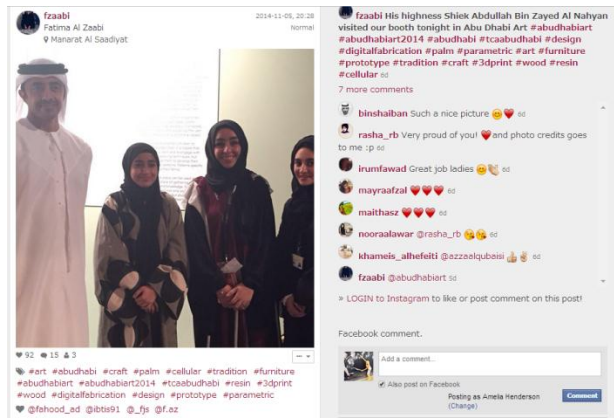 fzaabi
Fatima Al Zaabi
Manarat Al Saadiyat
2014-11-05, 20:28
Normal
92 15 3
#art #abudhabi #craft #palm #cellular #tradition #furniture
#abudhabiart #abudhabiart2014 #tcaabudhabi #resin #3dprint
#wood #digitalfabrication #design #prototype #parametric
@fahood_ad @ibtis91 @_fjs @f.az
fzaabi His highness Shiek Abdullah Bin Zayed Al Nahyan
visited our booth tonight in Abu Dhabi Art #abudhabiart
#abudhabiart2014 #abudhabi #tcaabudhabi #design
#digitalfabrication #palm #parametric #art #furniture
#prototype #tradition #craft #3dprint #wood #resin
#cellular 6d
7 more comments
binshaiban Such a nice picture 😊❤️ 6d
rasha_rb Very proud of you! ❤️and photo credits goes
to me :p 6d
irumfawad Great job ladies 😊👏 6d
mayraafzal ❤️❤️❤️ 6d
maithasz ❤️❤️❤️ 6d
nooraalawar @rasha_rb 😘😘 6d
khameis_alhefeiti @azzaalqubaisi 👍✌️ 6d
fzaabi @abudhabiart 5d
» LOGIN to Instagram to like or post comment on this post!
Facebook comment.
Add a comment...
Also post on Facebook
Posting as Amelia Henderson
(Change)
Comment